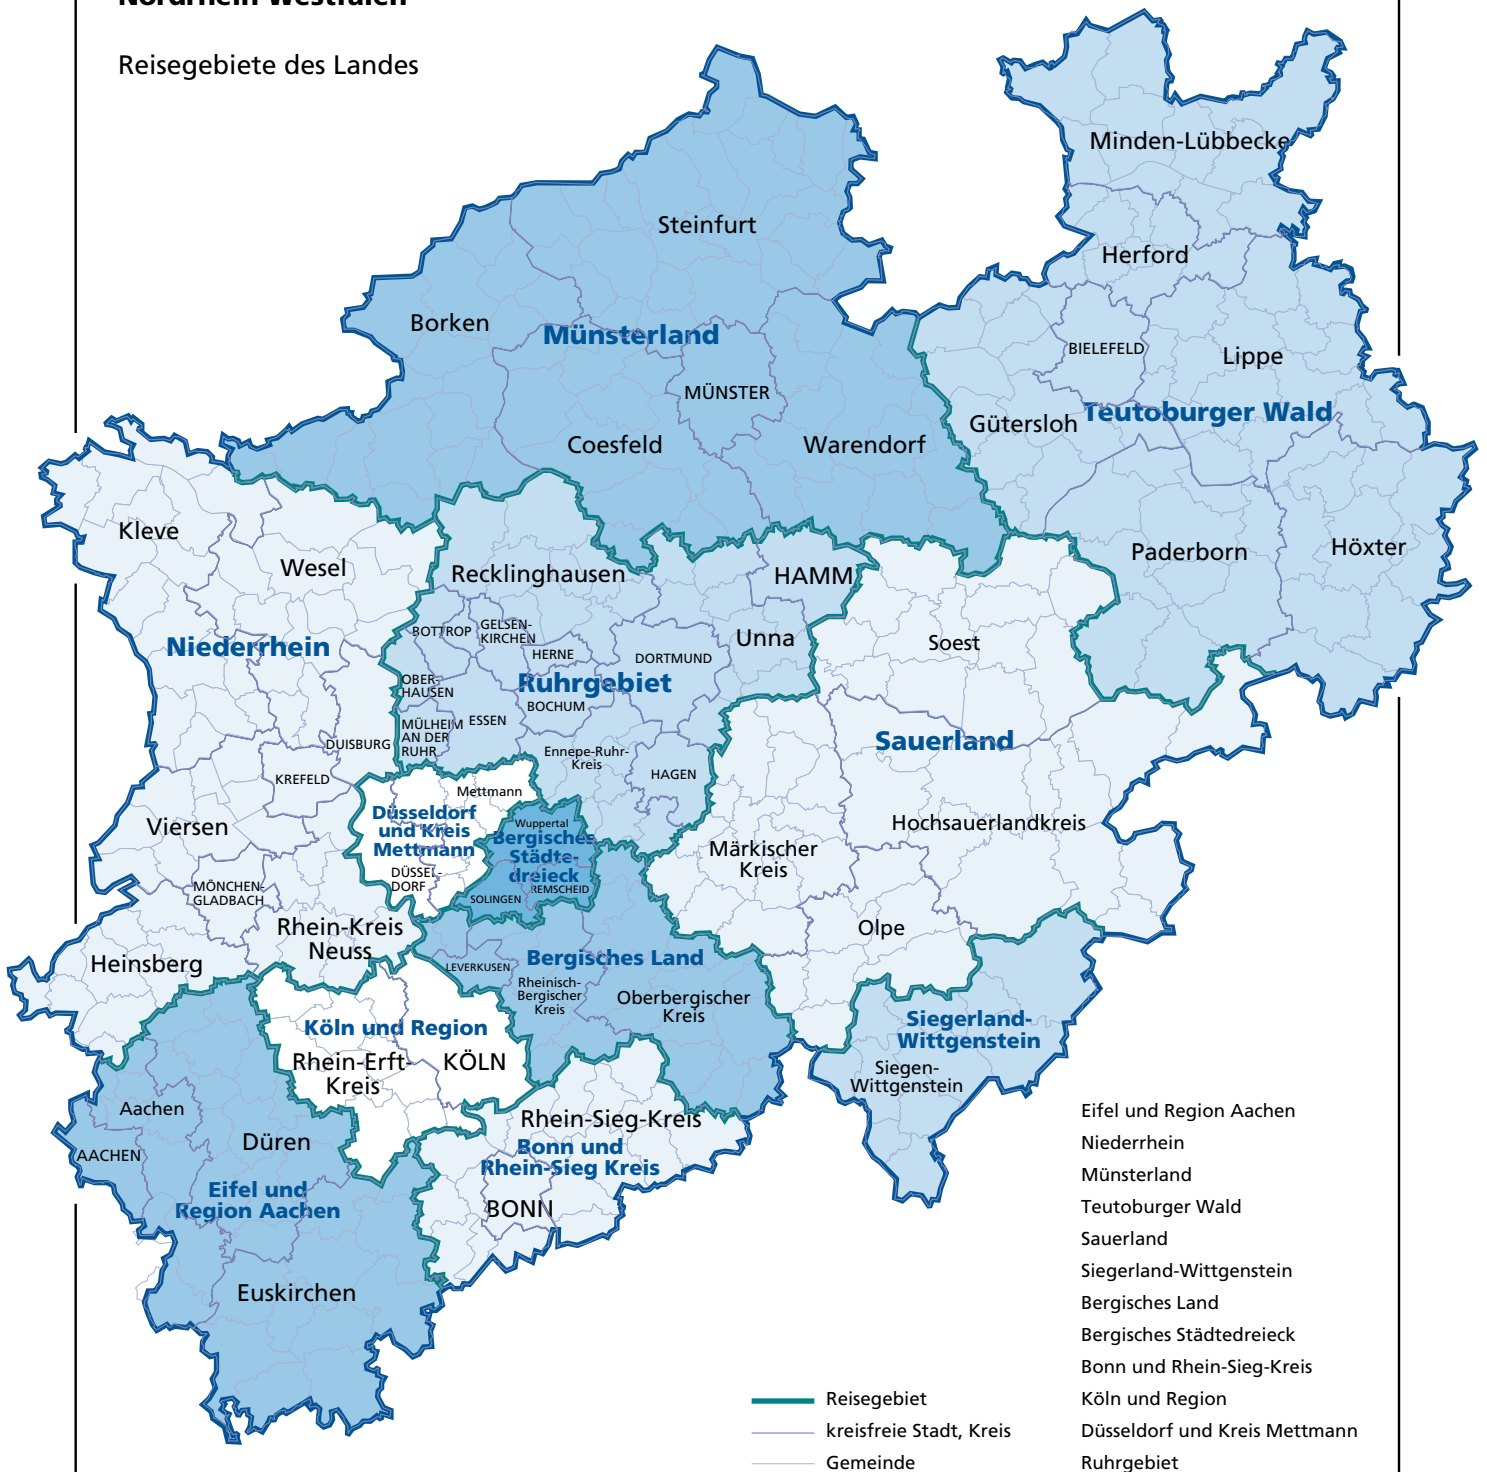 Nordrhein-Westfalen
Reisegebiete des Landes
Minden-Lübbecke
Steinfurt
Herford
Borken
Münsterland
BIELEFELD
Lippe
MÜNSTER
Gütersloh
Teutoburger Wald
Coesfeld
Warendorf
Kleve
Wesel
Recklinghausen
HAMM
Paderborn
Höxter
Niederrhein
BOTTROP
GELSEN-
KIRCHEN
HERNE
DORTMUND
Unna
Soest
OBER-
HAUSEN
Ruhrgebiet
BOCHUM
MÜLHEIM
AN DER
RUHR
ESSEN
DUISBURG
Sauerland
Ennepe-Ruhr-
Kreis
HAGEN
KREFELD
Mettmann
Düsseldorf
und Kreis
Mettmann
Viersen
Wuppertal
Bergisches
Städte-
dreieck
Hochsauerlandkreis
Märkischer
Kreis
DÜSSEL-
DORF
REMSCHEID
SOLINGEN
MÖNCHEN-
GLADBACH
Rhein-Kreis
Neuss
Olpe
Heinsberg
LEVERKUSEN
Bergisches Land
Rheinisch-
Bergischer
Kreis
Oberbergischer
Kreis
Köln und Region
Siegerland-
Wittgenstein
Rhein-Erft-
Kreis
KÖLN
Siegen-
Wittgenstein
Aachen
Rhein-Sieg-Kreis
Düren
AACHEN
Bonn und
Rhein-Sieg Kreis
Eifel und
Region Aachen
BONN
Euskirchen
Eifel und Region Aachen
Niederrhein
Münsterland
Teutoburger Wald
Sauerland
Siegerland-Wittgenstein
Bergisches Land
Bergisches Städtedreieck
Bonn und Rhein-Sieg-Kreis
Köln und Region
Düsseldorf und Kreis Mettmann
Ruhrgebiet
Reisegebiet
kreisfreie Stadt, Kreis
Gemeinde